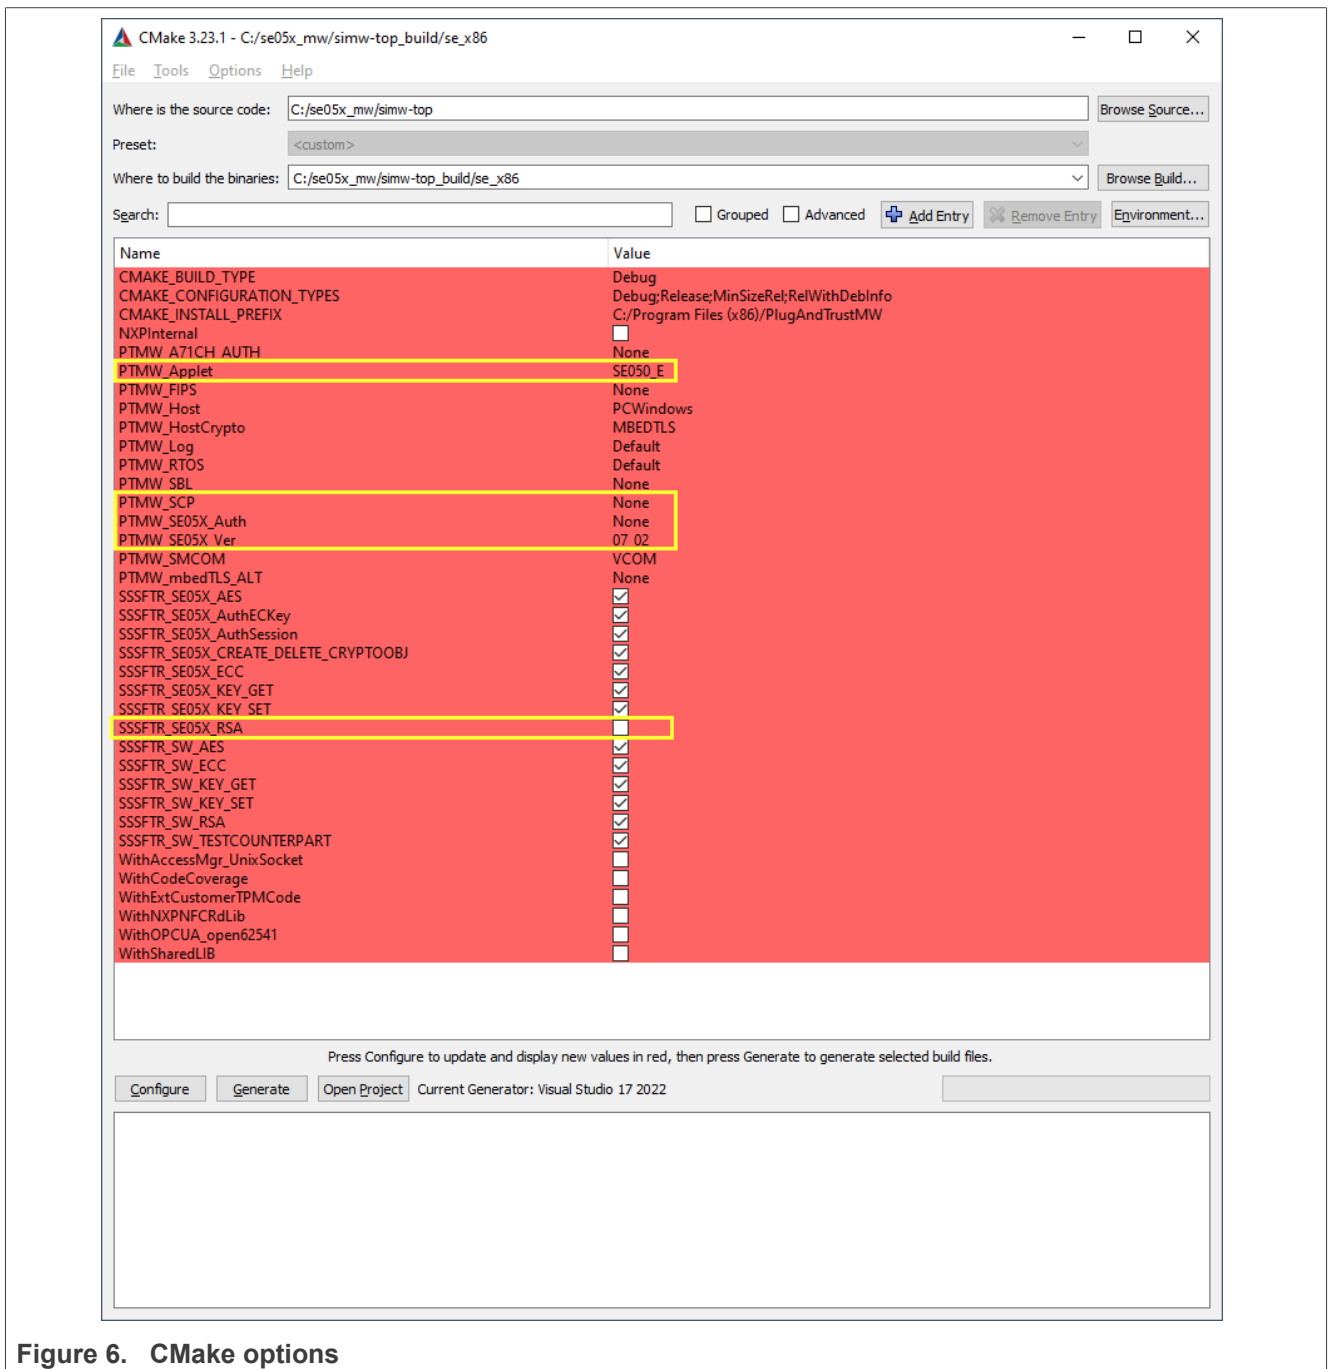 CMake 3.23.1 - C:/se05x_mw/simw-top_build/se_x86
File Tools Options Help
Where is the source code: C:/se05x_mw/simw-top Browse Source...
Preset: <custom>
Where to build the binaries: C:/se05x_mw/simw-top_build/se_x86 Browse Build...
Search: Grouped Advanced Add Entry Remove Entry Environment...
Name Value
CMAKE_BUILD_TYPE Debug
CMAKE_CONFIGURATION_TYPES Debug;Release;MinSizeRel;RelWithDebInfo
CMAKE_INSTALL_PREFIX C:/Program Files (x86)/PlugAndTrustMW
NXPInternal
PTMW_A71CH_AUTH None
PTMW_Applet SE050_E
PTMW_FIPS None
PTMW_Host PCWindows
PTMW_HostCrypto MBEDTLS
PTMW_Log Default
PTMW_RTOS Default
PTMW_SBL None
PTMW_SCP None
PTMW_SE05X_Auth None
PTMW_SE05X_Ver 07_02
PTMW_SMCOM VCOM
PTMW_mbedTLS_ALT None
SSSFTR_SE05X_AES
SSSFTR_SE05X_AuthECKey
SSSFTR_SE05X_AuthSession
SSSFTR_SE05X_CREATE_DELETE_CRYPTOOBJ
SSSFTR_SE05X_ECC
SSSFTR_SE05X_KEY_GET
SSSFTR_SE05X_KEY_SET
SSSFTR_SE05X_RSA
SSSFTR_SW_AES
SSSFTR_SW_ECC
SSSFTR_SW_KEY_GET
SSSFTR_SW_KEY_SET
SSSFTR_SW_RSA
SSSFTR_SW_TESTCOUNTERPART
WithAccessMgr_UnixSocket
WithCodeCoverage
WithExtCustomerTPMCode
WithNXPNFCRdLib
WithOPCUA_open62541
WithSharedLIB
Press Configure to update and display new values in red, then press Generate to generate selected build files.
Configure Generate Open Project Current Generator: Visual Studio 17 2022
Figure 6. CMake options